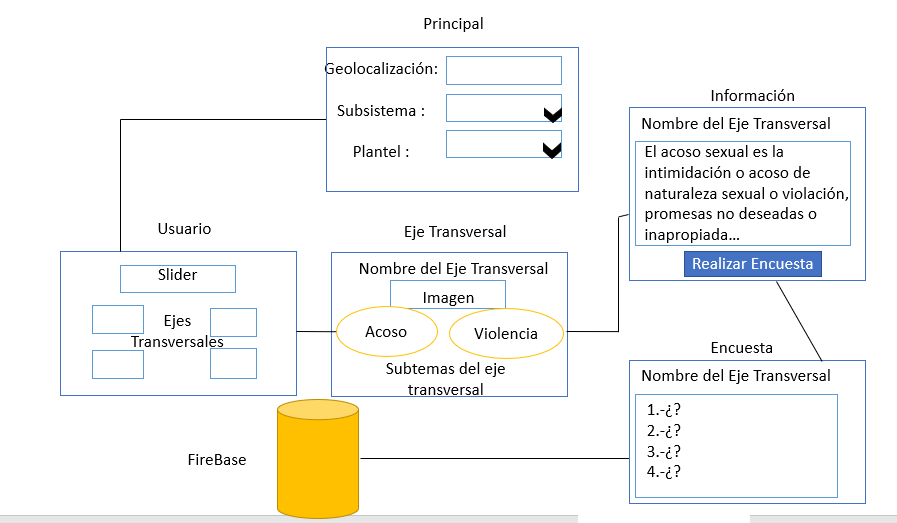 Principal
Geolocalización:
Subsistema :
Plantel :
Usuario
Slider
Ejes
Transversales
Eje Transversal
Nombre del Eje Transversal
Imagen
Acoso
Violencia
Subtemas del eje
transversal
Información
Nombre del Eje Transversal
El acoso sexual es la
intimidación o acoso de
naturaleza sexual o violación,
promesas no deseadas o
inapropiada...
Realizar Encuesta
Encuesta
Nombre del Eje Transversal
1.-¿?
2.-¿?
3.-¿?
4.-¿?
FireBase